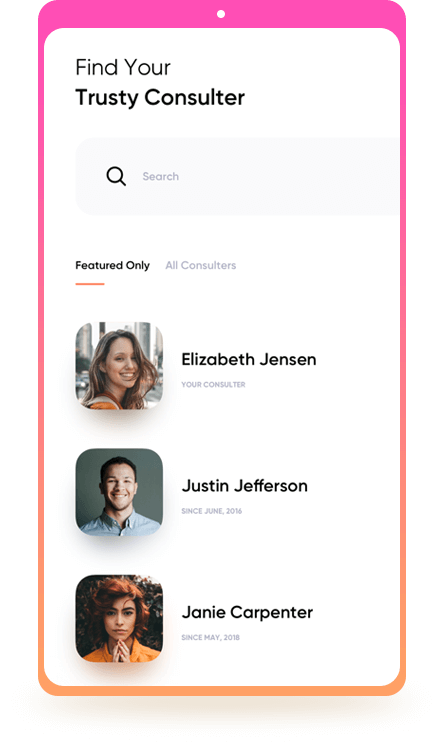 Find Your
Trusty Consulter
Search
Featured Only All Consulters
Elizabeth Jensen
YOUR CONSULTER
Justin Jefferson
SINCE JUNE, 2016
Janie Carpenter
SINCE MAY, 2018